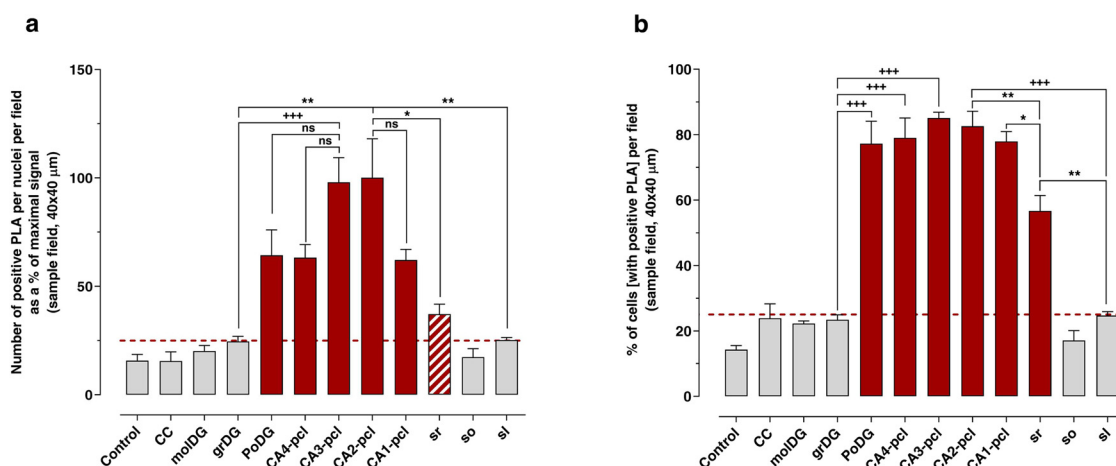 a
Number of positive PLA per nuclei per field
as a % of maximal signal
(sample field, 40x40 μm)
150
100
50
0
**
**
+++
*
ns
ns
ns
Control
CC
molDG
grDG
PoDG
CA4-pcl
CA3-pcl
CA2-pcl
CA1-pcl
sr
so
sl
b
% of cells [with positive PLA] per field
(sample field, 40x40 μm)
100
80
60
40
20
0
+++
+++
+++
+++
**
*
**
Control
CC
molDG
grDG
PoDG
CA4-pcl
CA3-pcl
CA2-pcl
CA1-pcl
sr
so
sl